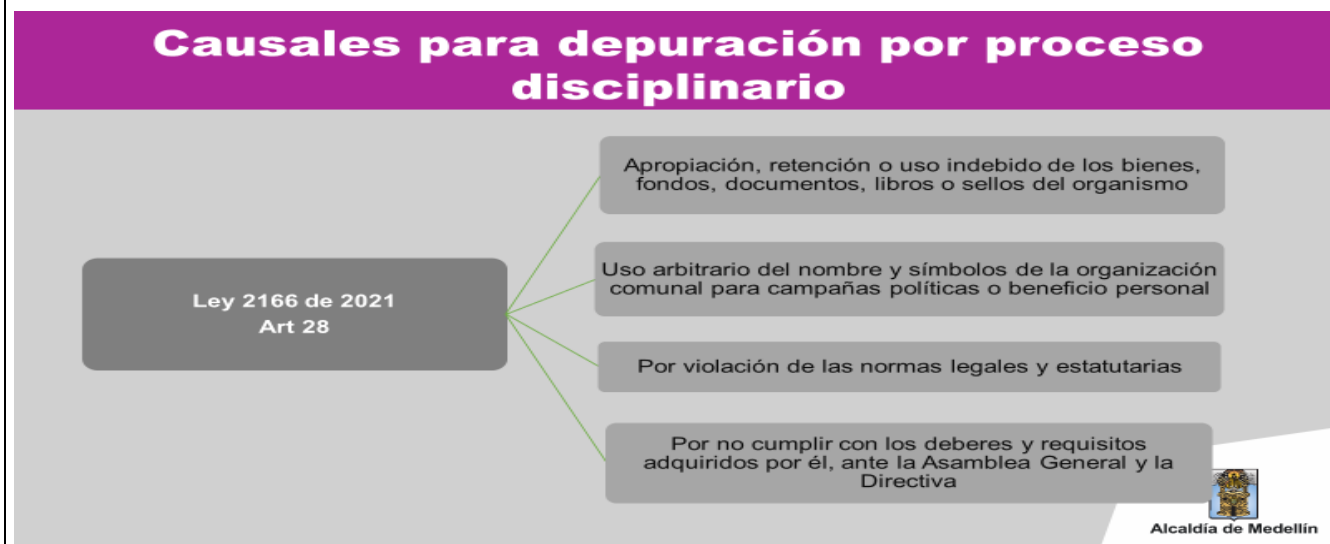 Causales para depuración por proceso
disciplinario
Ley 2166 de 2021
Art 28
Apropiación, retención o uso indebido de los bienes,
fondos, documentos, libros o sellos del organismo
Uso arbitrario del nombre y símbolos de la organización
comunal para campañas políticas o beneficio personal
Por violación de las normas legales y estatutarias
Por no cumplir con los deberes y requisitos
adquiridos por él, ante la Asamblea General y la
Directiva
Alcaldía de Medellín